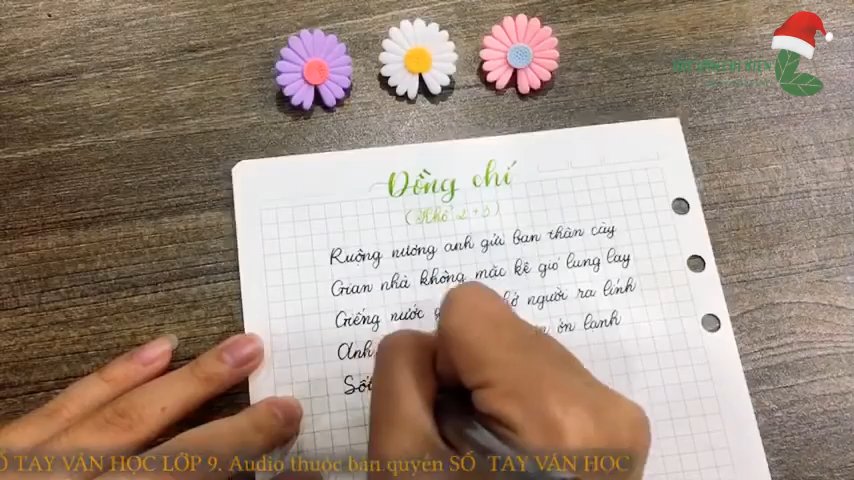 Đồng chí
(Khổ 2 + 3)
Ruộng nương anh gửi bạn thân cày
Gian nhà không mặc kệ gió lung lay
Giếng nước người ra lính
Anh ớn lạnh
Số
Ổ TAY VĂN HỌC LỚP 9. Audio thuộc bản quyền SỔ TAY VĂN HỌC